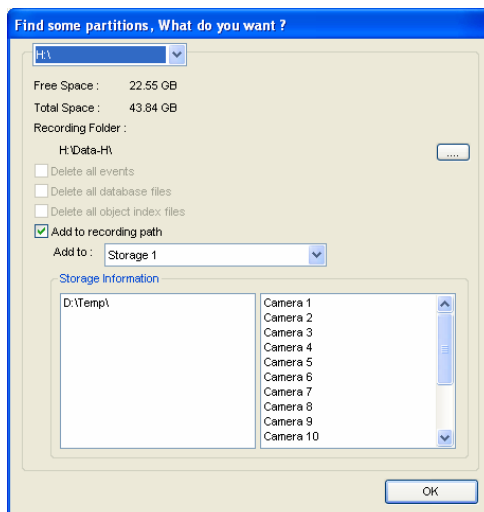 Find some partitions, What do you want ?
H:\
Free Space : 22.55 GB
Total Space : 43.84 GB
Recording Folder :
H:\Data-H\
....
Delete all events
Delete all database files
Delete all object index files
Add to recording path
Add to : Storage 1
Storage Information
D:\Temp\
Camera 1
Camera 2
Camera 3
Camera 4
Camera 5
Camera 6
Camera 7
Camera 8
Camera 9
Camera 10
OK